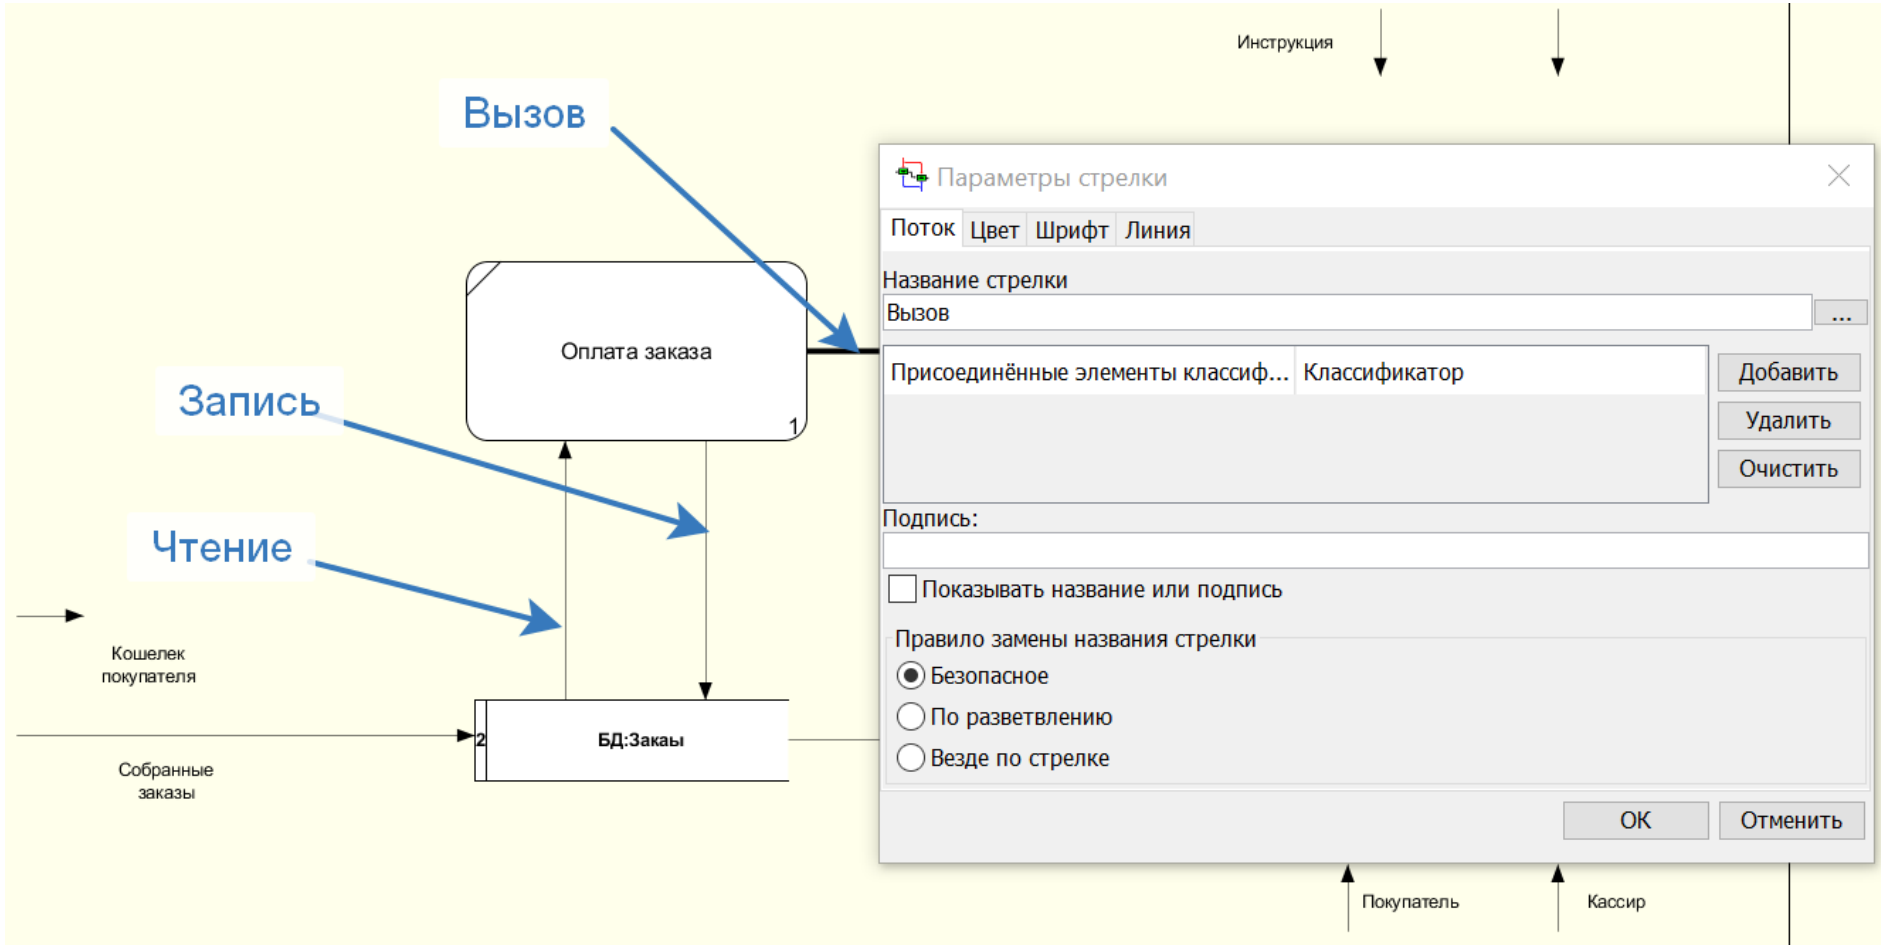 Инструкция
Вызов
Параметры стрелки
Поток Цвет Шрифт Линия
Название стрелки
Вызов
...
Присоединённые элементы классиф... Классификатор
Добавить
Удалить
Очистить
Подпись:
Показывать название или подпись
Правило замены названия стрелки
Безопасное
По разветвлению
Везде по стрелке
ОК Отменить
Оплата заказа
1
Запись
Чтение
Кошелек
покупателя
2 БД:Закаы
Собранные
заказы
Покупатель
Кассир